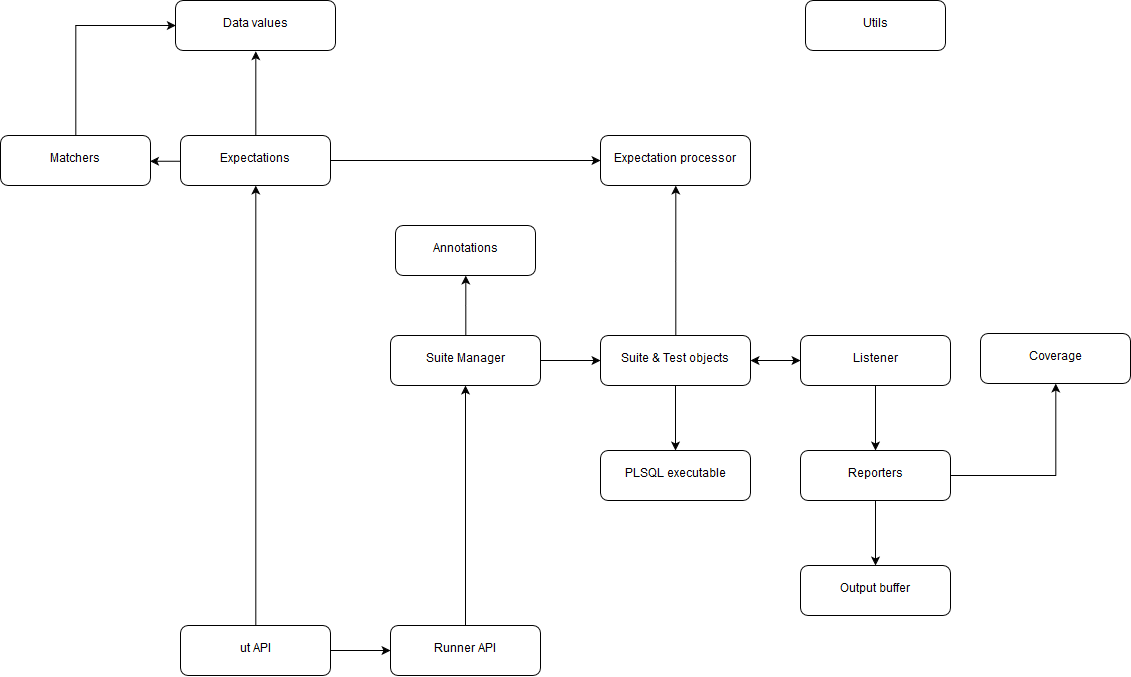 Data values
Utils
Matchers
Expectations
Expectation processor
Annotations
Suite Manager
Suite & Test objects
Listener
Coverage
PLSQL executable
Reporters
Output buffer
ut API
Runner API